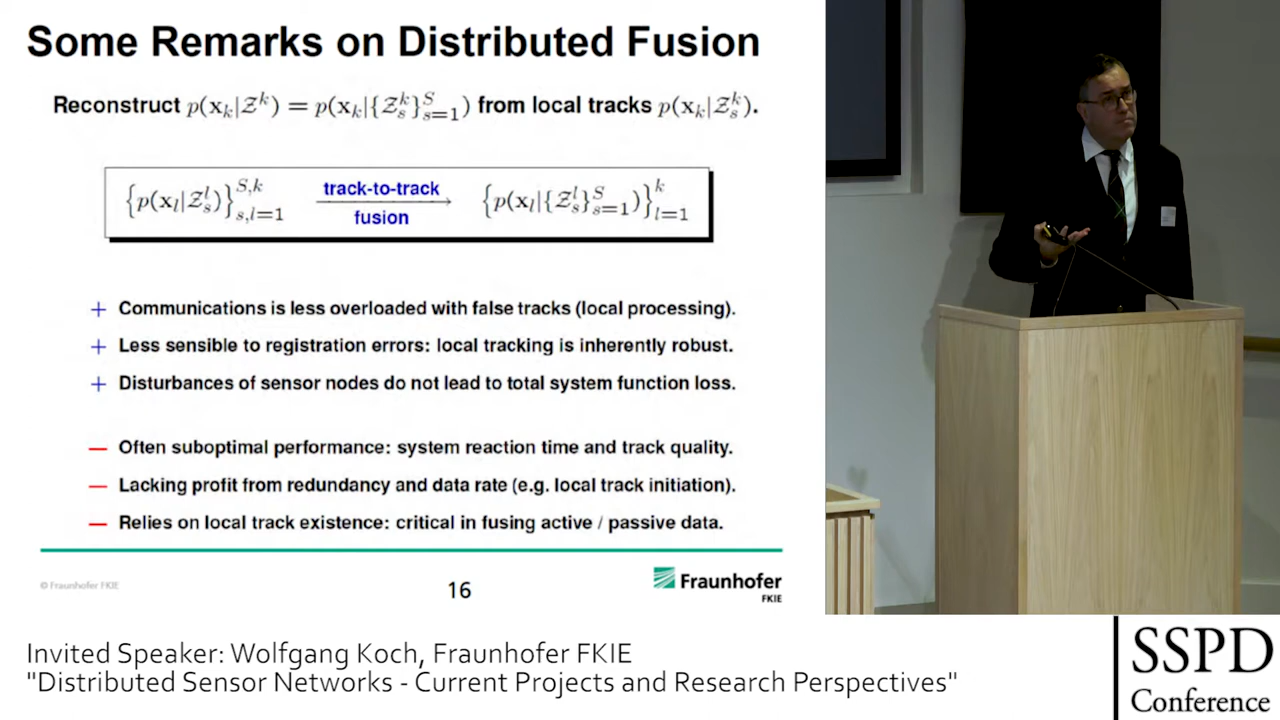 Some Remarks on Distributed Fusion
Reconstruct p(x_k|Z^k) = p(x_k|{Z_s^k}_{s=1}^S) from local tracks p(x_k|Z_s^k).
{p(x_l|Z_s^l)}_{s,l=1}^{S,k} track-to-track fusion {p(x_l|{Z_s^l}_{s=1}^S)}_{l=1}^k
+ Communications is less overloaded with false tracks (local processing).
+ Less sensible to registration errors: local tracking is inherently robust.
+ Disturbances of sensor nodes do not lead to total system function loss.
— Often suboptimal performance: system reaction time and track quality.
— Lacking profit from redundancy and data rate (e.g. local track initiation).
— Relies on local track existence: critical in fusing active / passive data.
© Fraunhofer FKIE
16
Fraunhofer
FKIE
Invited Speaker: Wolfgang Koch, Fraunhofer FKIE
"Distributed Sensor Networks - Current Projects and Research Perspectives"
SSPD
Conference